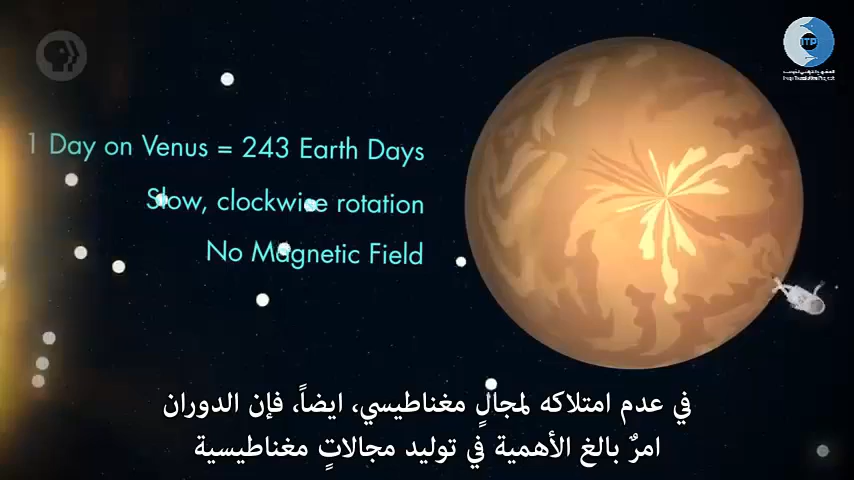 1 Day on Venus = 243 Earth Days
Slow, clockwise rotation
No Magnetic Field
في عدم امتلاكه لمجالٍ مغناطيسي، ايضاً، فإن الدوران
امرٌ بالغ الأهمية في توليد مجالاتٍ مغناطيسية